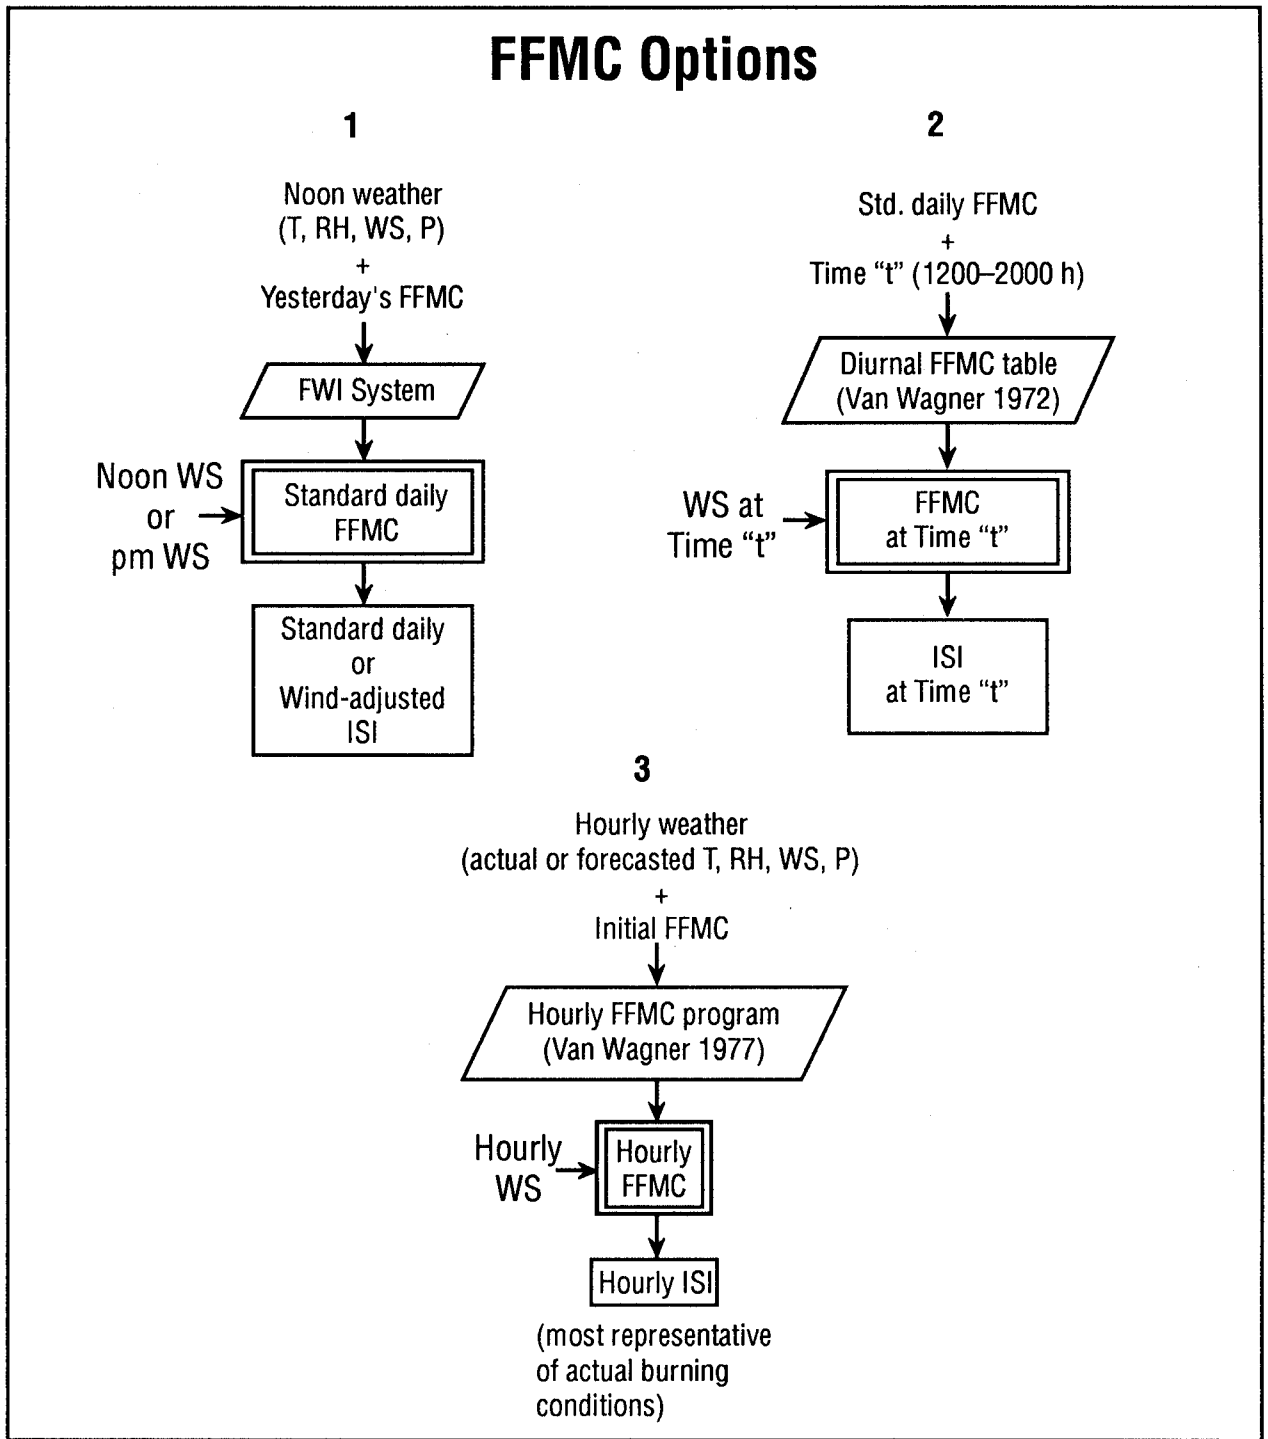 FFMC Options
1
Noon weather
(T, RH, WS, P)
+
Yesterday's FFMC
FWI System
Noon WS
or
pm WS
Standard daily
FFMC
Standard daily
or
Wind-adjusted
ISI
2
Std. daily FFMC
+
Time “t” (1200–2000 h)
Diurnal FFMC table
(Van Wagner 1972)
WS at
Time “t”
FFMC
at Time “t”
ISI
at Time “t”
3
Hourly weather
(actual or forecasted T, RH, WS, P)
+
Initial FFMC
Hourly FFMC program
(Van Wagner 1977)
Hourly
WS
Hourly
FFMC
Hourly ISI
(most representative
of actual burning
conditions)